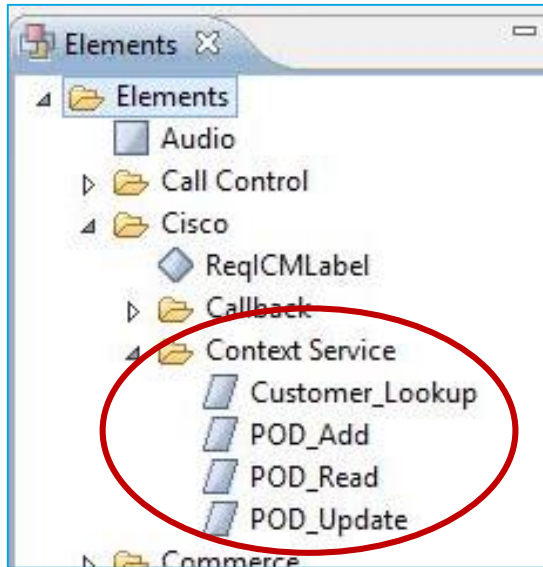 Elements
Elements
Audio
Call Control
Cisco
ReqICMLabel
Callback
Context Service
Customer_Lookup
POD_Add
POD_Read
POD_Update
Commerce